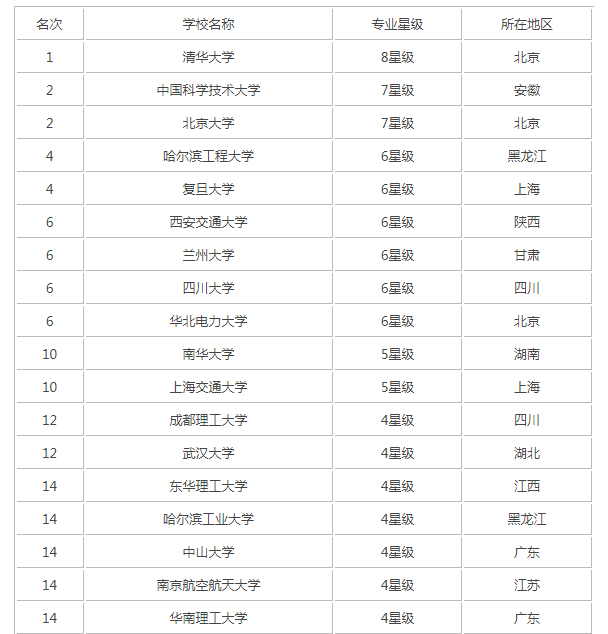 名次 学校名称 专业星级 所在地区
1 清华大学 8星级 北京
2 中国科学技术大学 7星级 安徽
2 北京大学 7星级 北京
4 哈尔滨工程大学 6星级 黑龙江
4 复旦大学 6星级 上海
6 西安交通大学 6星级 陕西
6 兰州大学 6星级 甘肃
6 四川大学 6星级 四川
6 华北电力大学 6星级 北京
10 南华大学 5星级 湖南
10 上海交通大学 5星级 上海
12 成都理工大学 4星级 四川
12 武汉大学 4星级 湖北
14 东华理工大学 4星级 江西
14 哈尔滨工业大学 4星级 黑龙江
14 中山大学 4星级 广东
14 南京航空航天大学 4星级 江苏
14 华南理工大学 4星级 广东